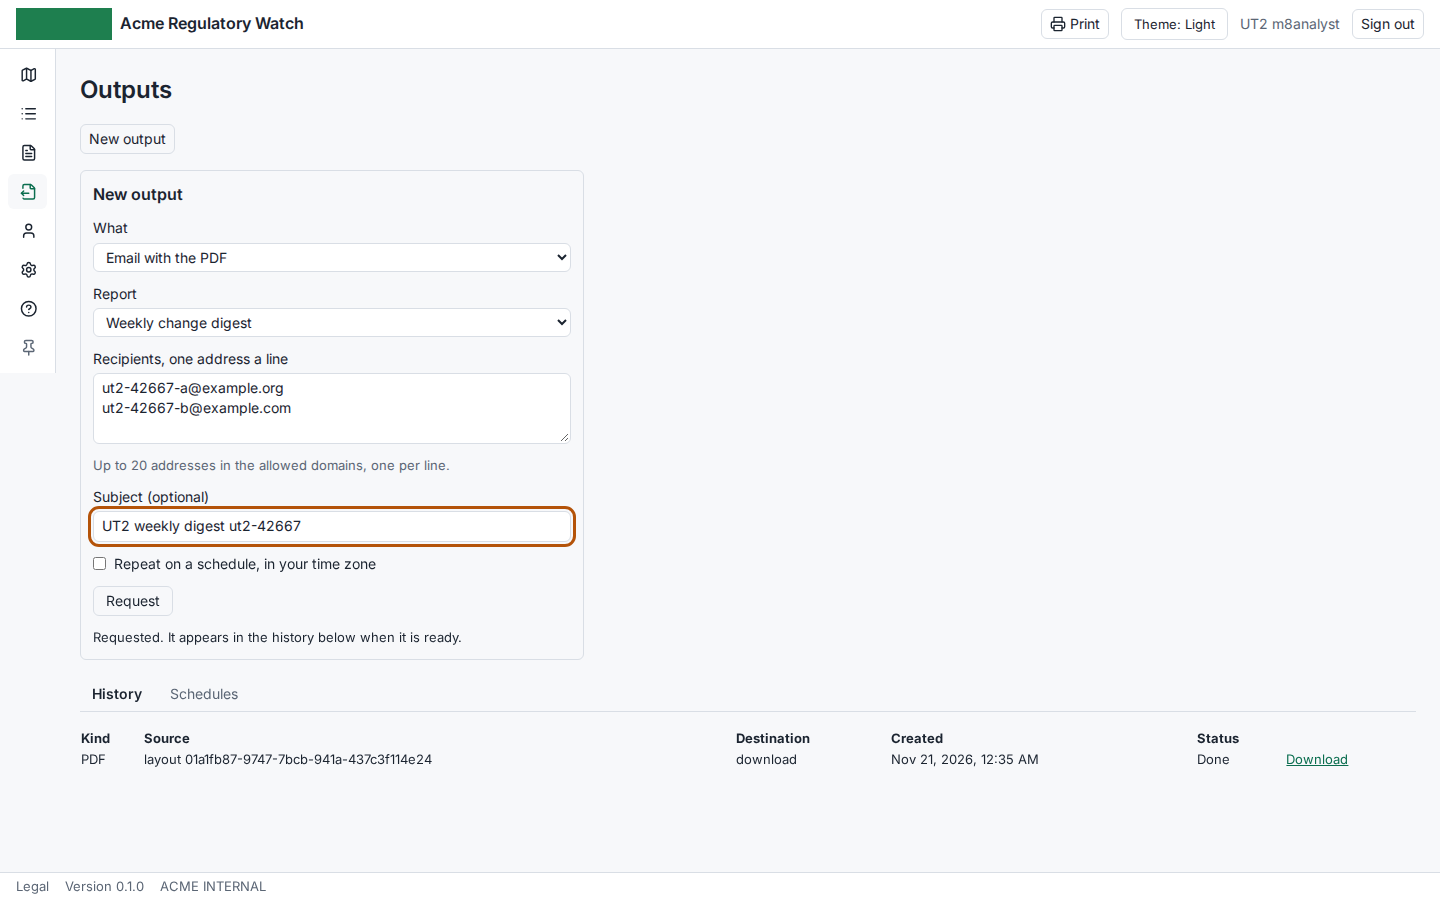 Acme Regulatory Watch
Print
Theme: Light
UT2 m8analyst
Sign out
Outputs
New output
New output
What
Email with the PDF
Report
Weekly change digest
Recipients, one address a line
ut2-42667-a@example.org
ut2-42667-b@example.com
Up to 20 addresses in the allowed domains, one per line.
Subject (optional)
UT2 weekly digest ut2-42667
Repeat on a schedule, in your time zone
Request
Requested. It appears in the history below when it is ready.
History Schedules
Kind Source Destination Created Status
PDF layout 01a1fb87-9747-7bcb-941a-437c3f114e24 download Nov 21, 2026, 12:35 AM Done Download
Legal Version 0.1.0 ACME INTERNAL